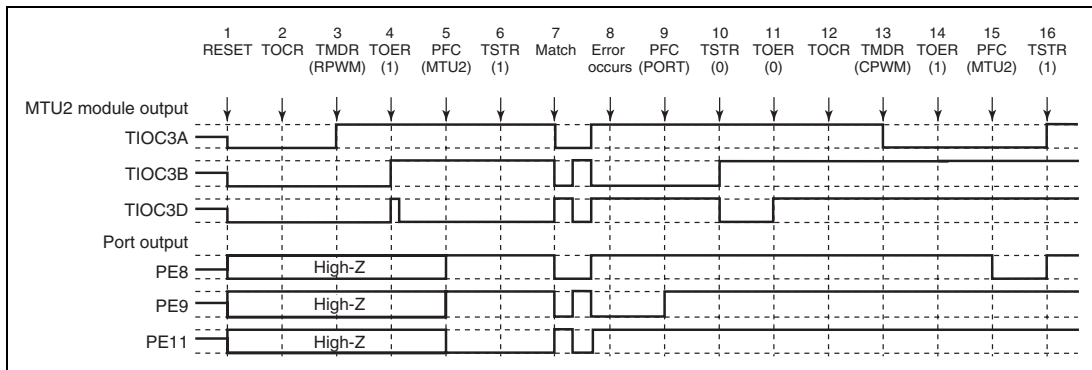 1 2 3 4 5 6 7 8 9 10 11 12 13 14 15 16
RESET TOCR TMDR TOER PFC TSTR Match Error PFC TSTR TOER TOCR TMDR TOER PFC TSTR
(RPWM) (1) (MTU2) (1) occurs (PORT) (0) (0) (CPWM) (1) (MTU2) (1)
MTU2 module output
TIOC3A
TIOC3B
TIOC3D
Port output
PE8 High-Z
PE9 High-Z
PE11 High-Z